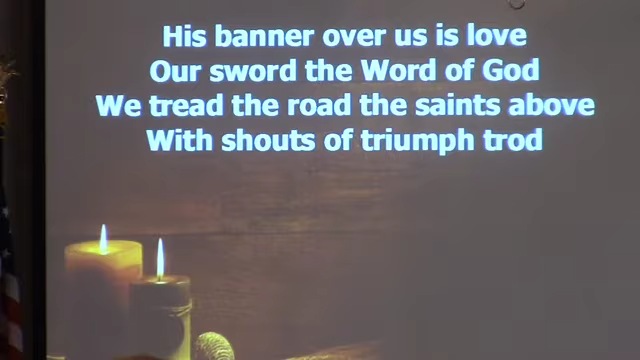 His banner over us is love
Our sword the Word of God
We tread the road the saints above
With shouts of triumph trod